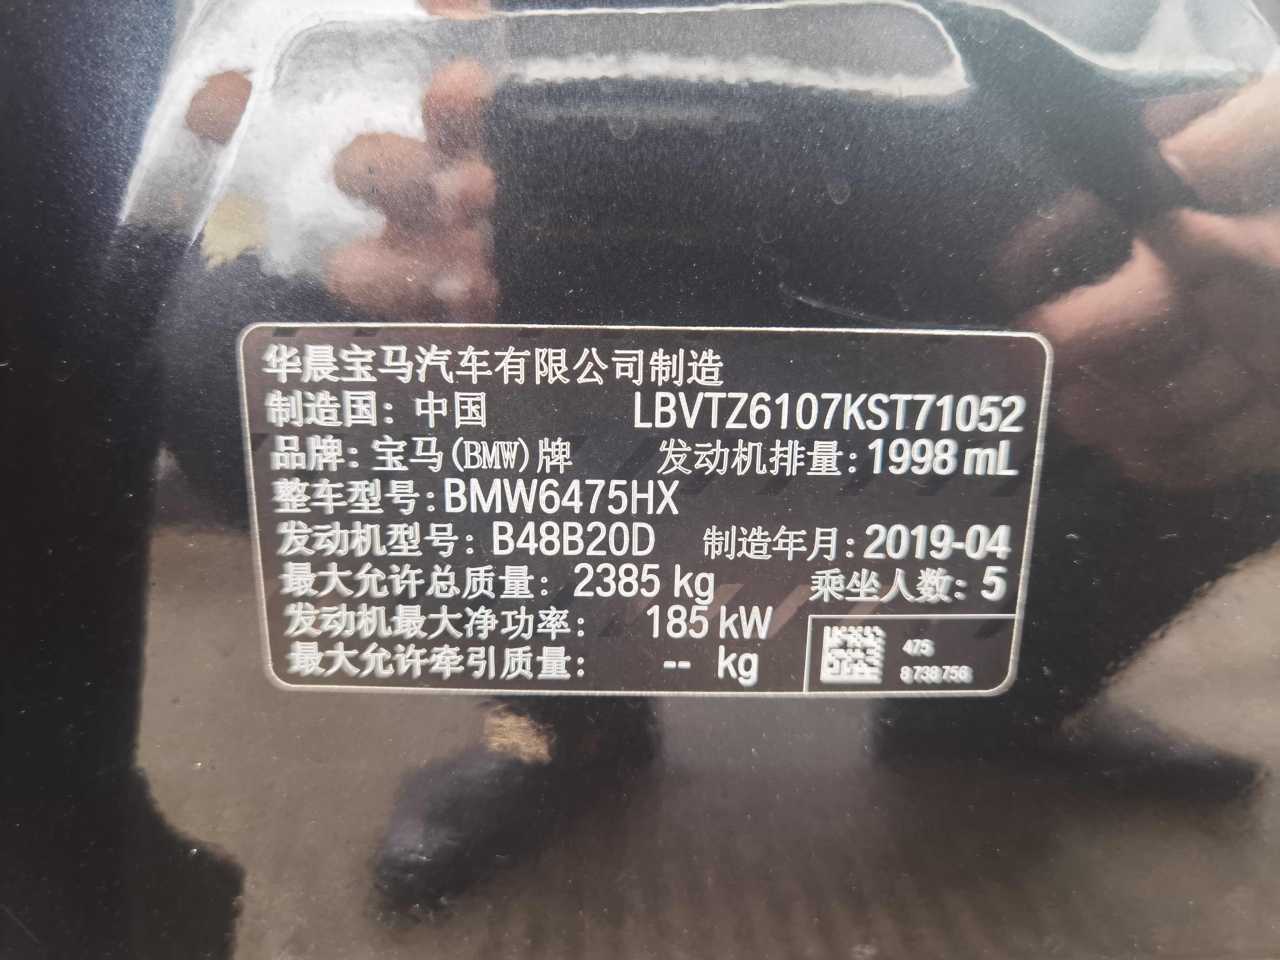 华晨宝马汽车有限公司制造
制造国：中国 LBVTZ6107KST71052
品牌：宝马(BMW)牌 发动机排量：1998 mL
整车型号：BMW6475HX
发动机型号：B48B20D 制造年月：2019-04
最大允许总质量：2385 kg 乘坐人数：5
发动机最大净功率：185 kW
最大允许牵引质量：-- kg
475
8 738 756